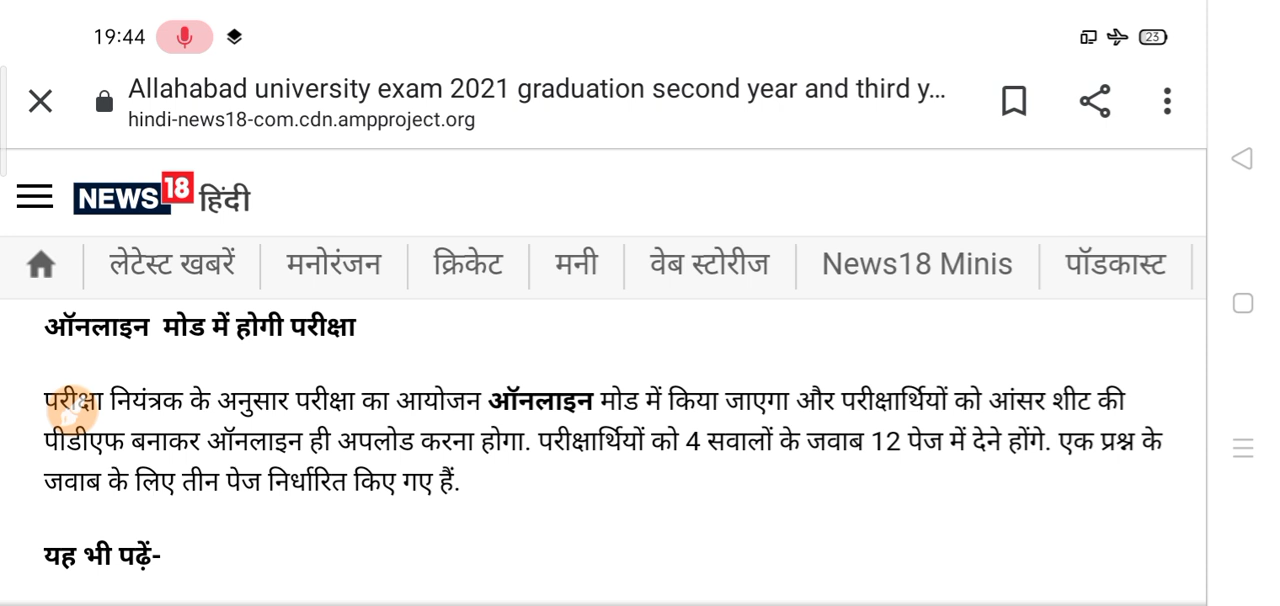 19:44
23
Allahabad university exam 2021 graduation second year and third y...
hindi-news18-com.cdn.ampproject.org
NEWS 18 हिंदी
लेटेस्ट खबरें मनोरंजन क्रिकेट मनी वेब स्टोरीज News18 Minis पॉडकास्ट
ऑनलाइन मोड में होगी परीक्षा
परीक्षा नियंत्रक के अनुसार परीक्षा का आयोजन ऑनलाइन मोड में किया जाएगा और परीक्षार्थियों को आंसर शीट की
पीडीएफ बनाकर ऑनलाइन ही अपलोड करना होगा. परीक्षार्थियों को 4 सवालों के जवाब 12 पेज में देने होंगे. एक प्रश्न के
जवाब के लिए तीन पेज निर्धारित किए गए हैं.
यह भी पढ़ें-